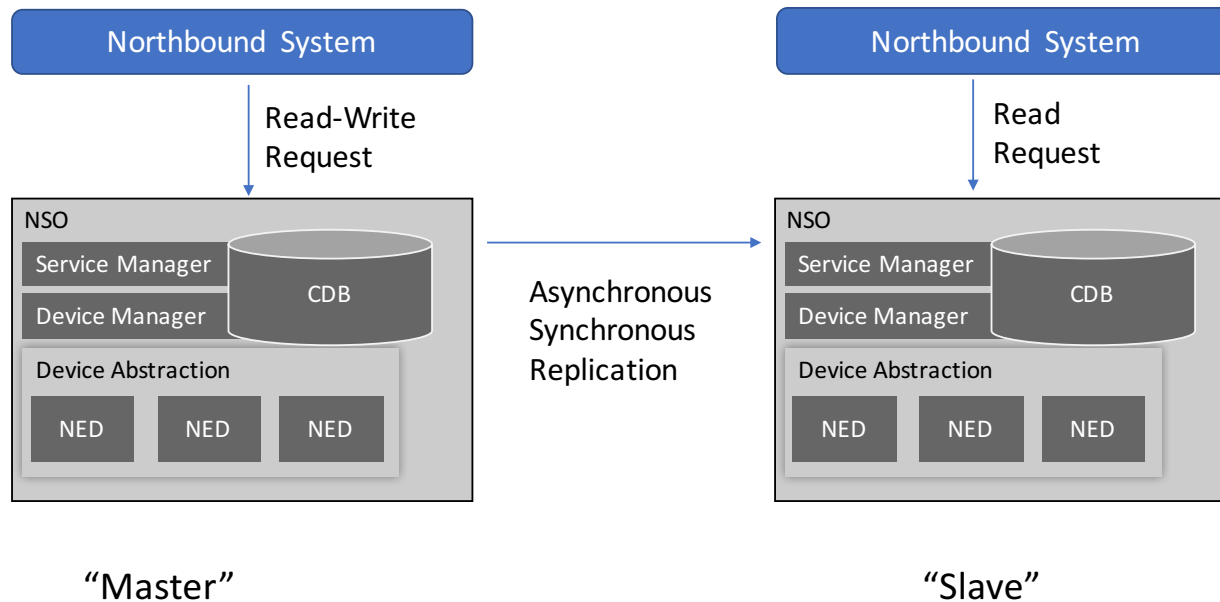 Northbound System
Read-Write
Request
NSO
Service Manager
Device Manager
CDB
Device Abstraction
NED
NED
NED
"Master"
Asynchronous
Synchronous
Replication
Northbound System
Read
Request
NSO
Service Manager
Device Manager
CDB
Device Abstraction
NED
NED
NED
"Slave"